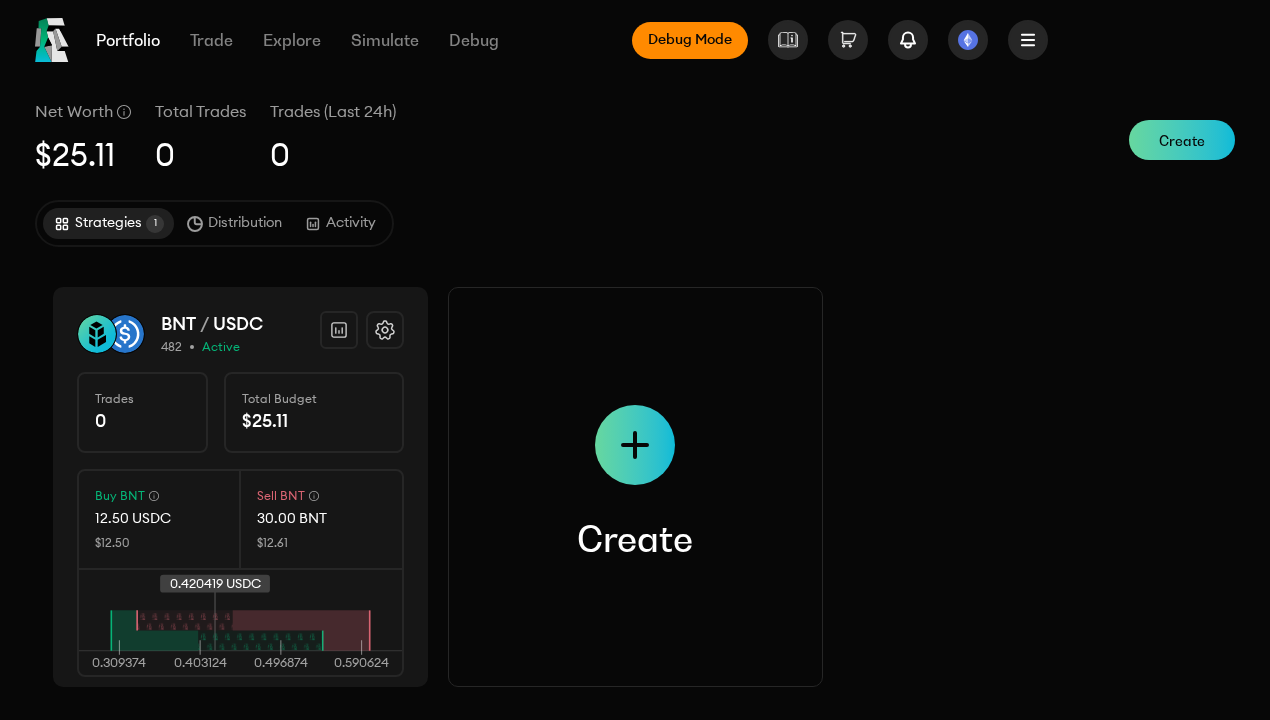 Portfolio
Trade
Explore
Simulate
Debug
Debug Mode
Net Worth
Total Trades
Trades (Last 24h)
$25.11
0
0
Create
Strategies
1
Distribution
Activity
BNT / USDC
482 • Active
Trades
0
Total Budget
$25.11
Buy BNT
12.50 USDC
$12.50
Sell BNT
30.00 BNT
$12.61
0.420419 USDC
0.309374
0.403124
0.496874
0.590624
Create